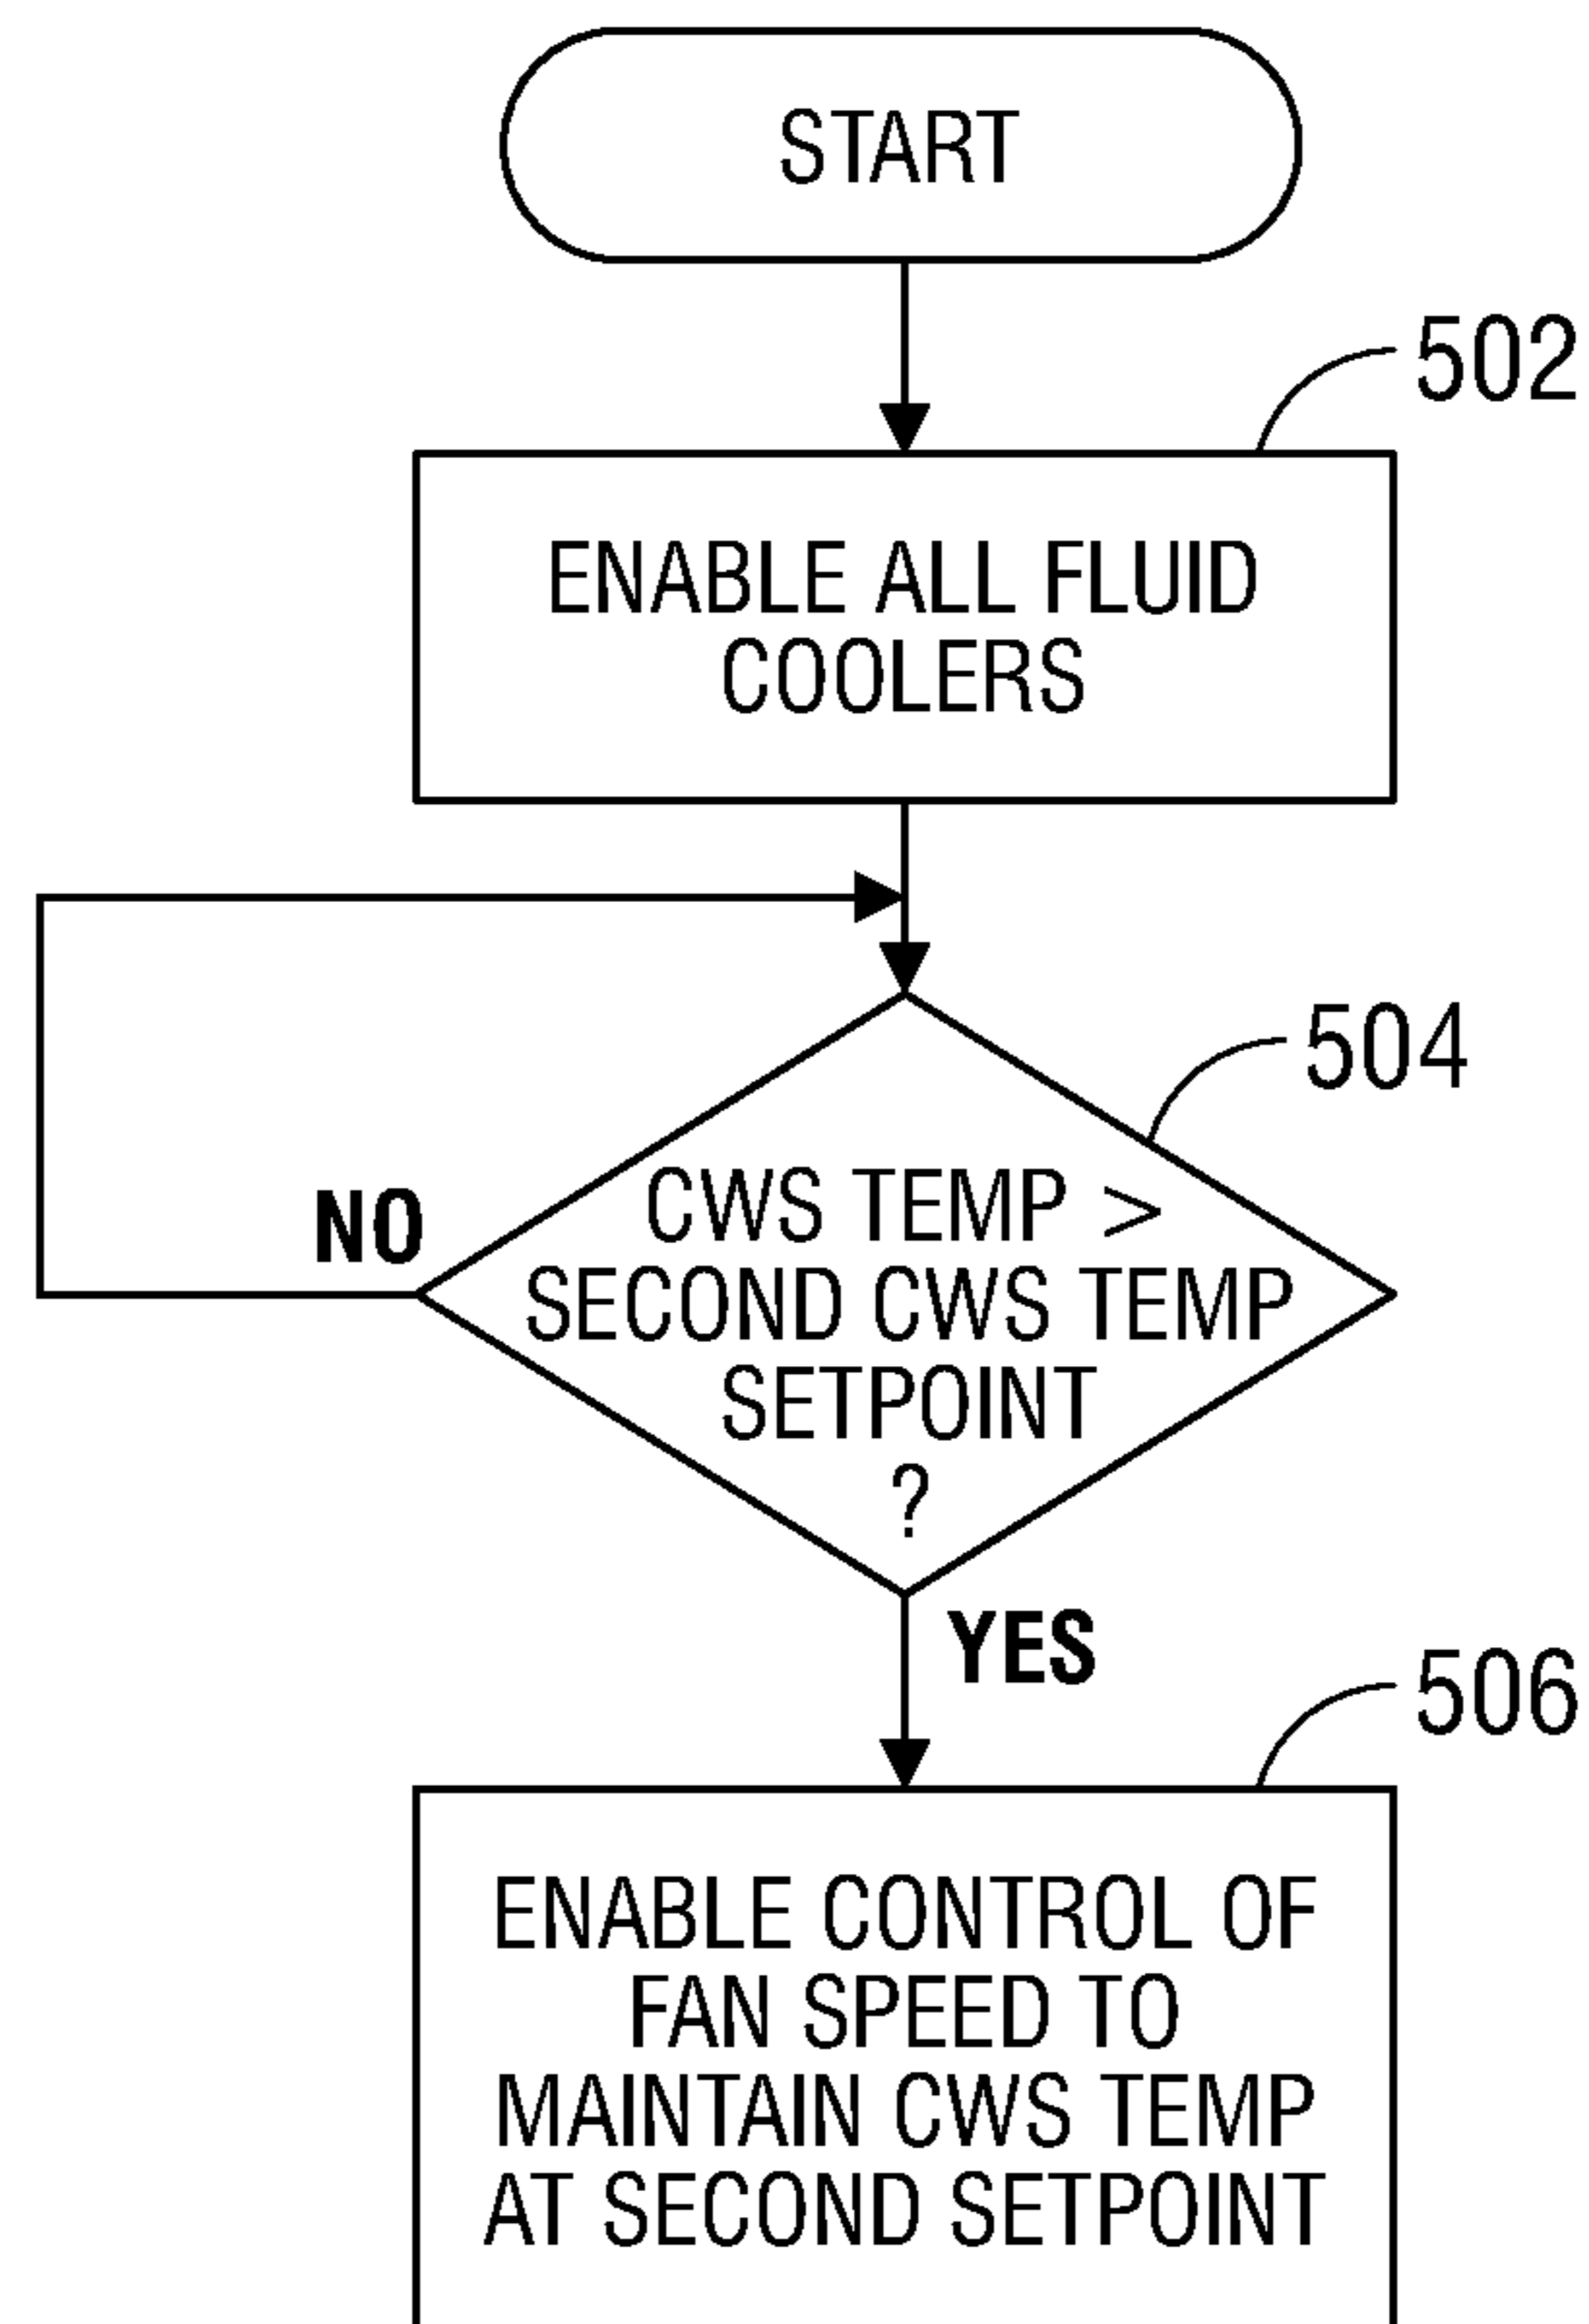 START
502
ENABLE ALL FLUID
COOLERS
504
CWS TEMP >
SECOND CWS TEMP
SETPOINT
?
NO
YES
506
ENABLE CONTROL OF
FAN SPEED TO
MAINTAIN CWS TEMP
AT SECOND SETPOINT